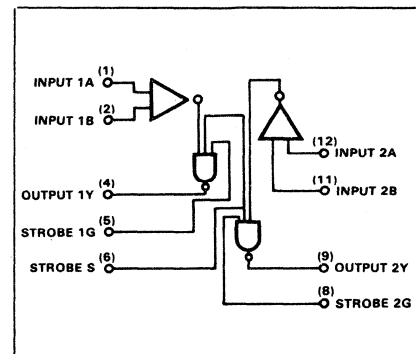 (1)
INPUT 1A
(2)
INPUT 1B
(12)
INPUT 2A
(11)
INPUT 2B
(4)
OUTPUT 1Y
(5)
STROBE 1G
(6)
STROBE S
(9)
OUTPUT 2Y
(8)
STROBE 2G